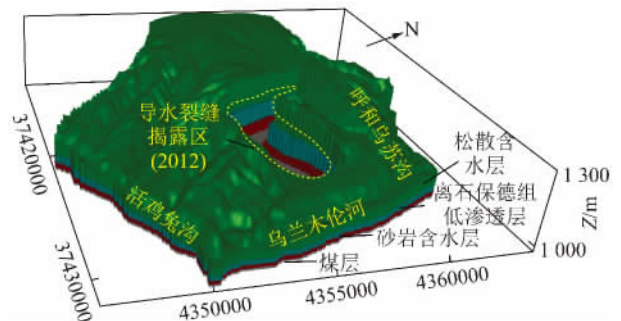 N
导水裂缝
揭露区
(2012)
呼和乌苏沟
松散含
水层
37420000
1 300
活鸡兔沟
乌兰木伦河
离石保德组
低渗透层
Z/m
砂岩含水层
1 000
煤层
37430000
4350000
4355000
4360000